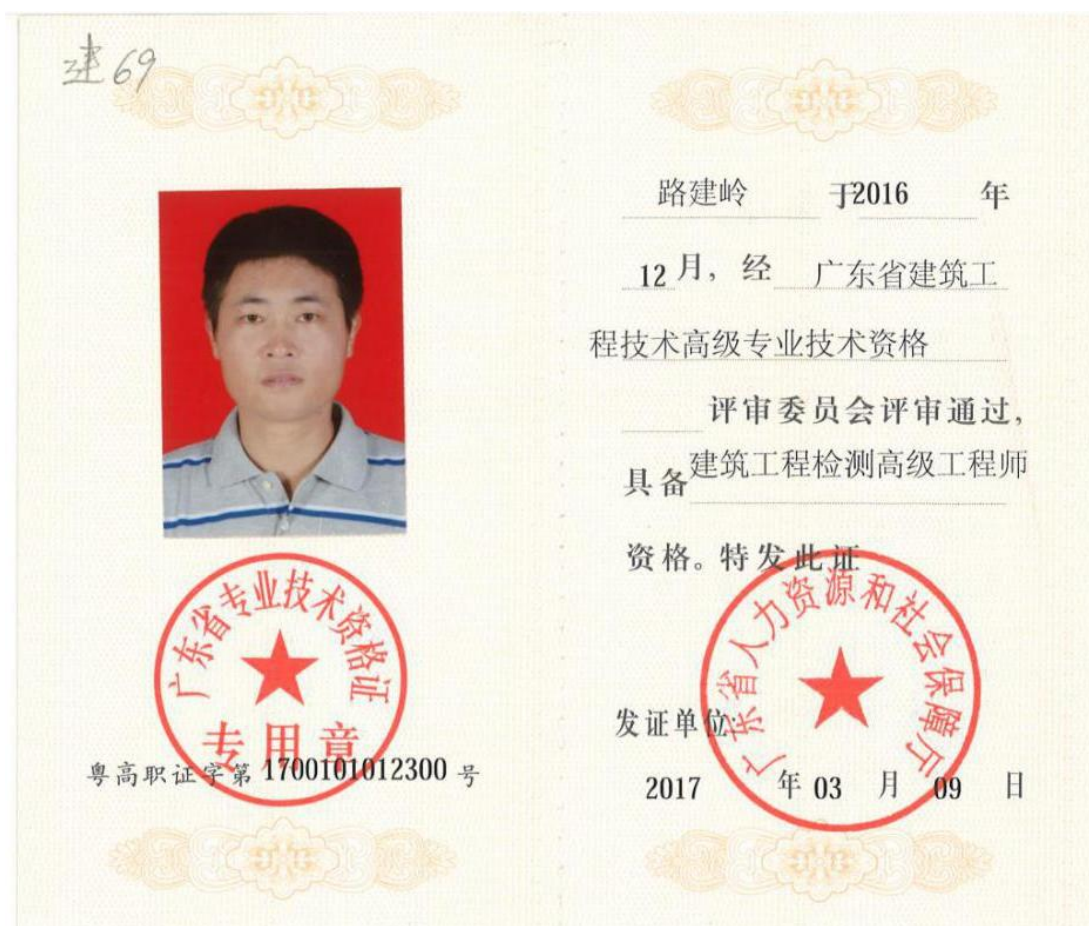 建69
广东省专业技术资格证
专用章
粤高职证字第 1700101012300 号
路建岭 于2016 年
12月，经 广东省建筑工
程技术高级专业技术资格
评审委员会评审通过，
具备建筑工程检测高级工程师
资格。特发此证
广东省人力资源和社会保障厅
发证单位
2017 年 03 月 09 日